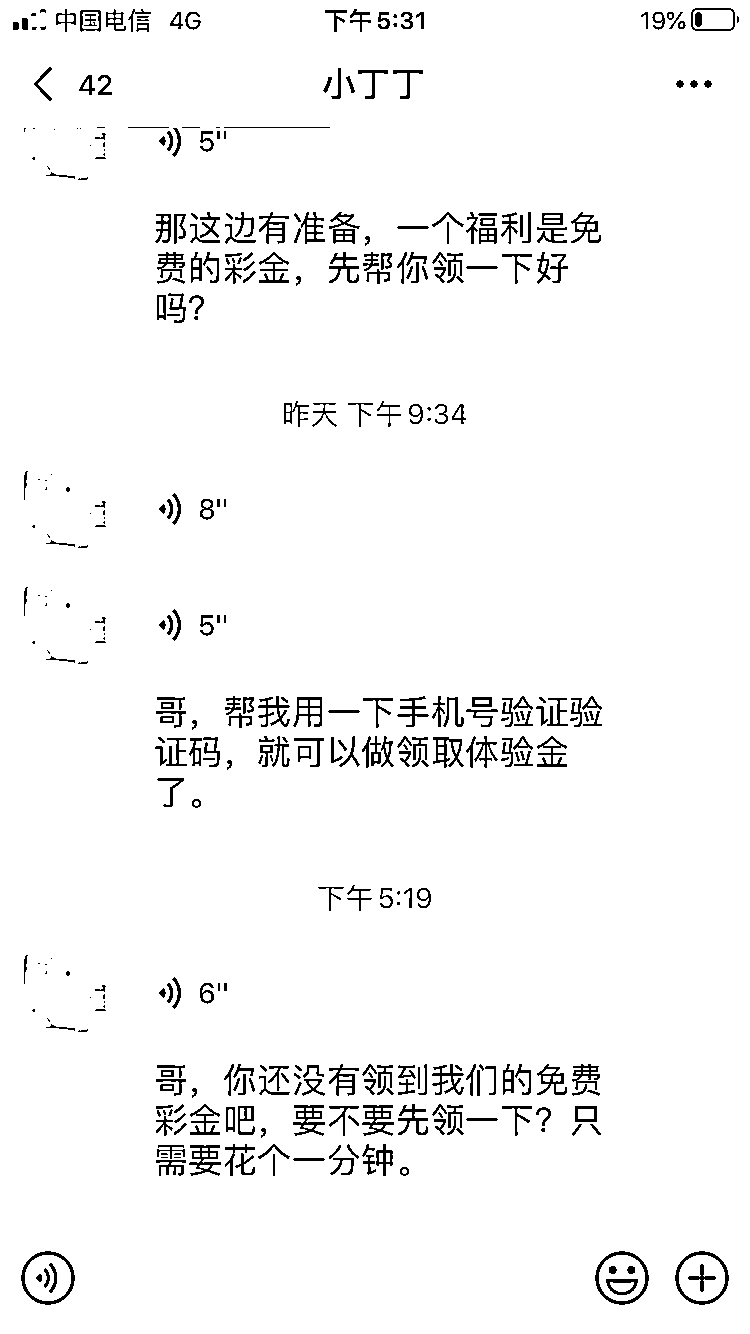 中国电信 4G 下午5:31 19%
42 小丁丁
5"
那这边有准备，一个福利是免
费的彩金，先帮你领一下好
吗？
昨天 下午9:34
8"
5"
哥，帮我用一下手机号验证验
证码，就可以做领取体验金
了。
下午5:19
6"
哥，你还没有领到我们的免费
彩金吧，要不要先领一下？只
需要花个一分钟。